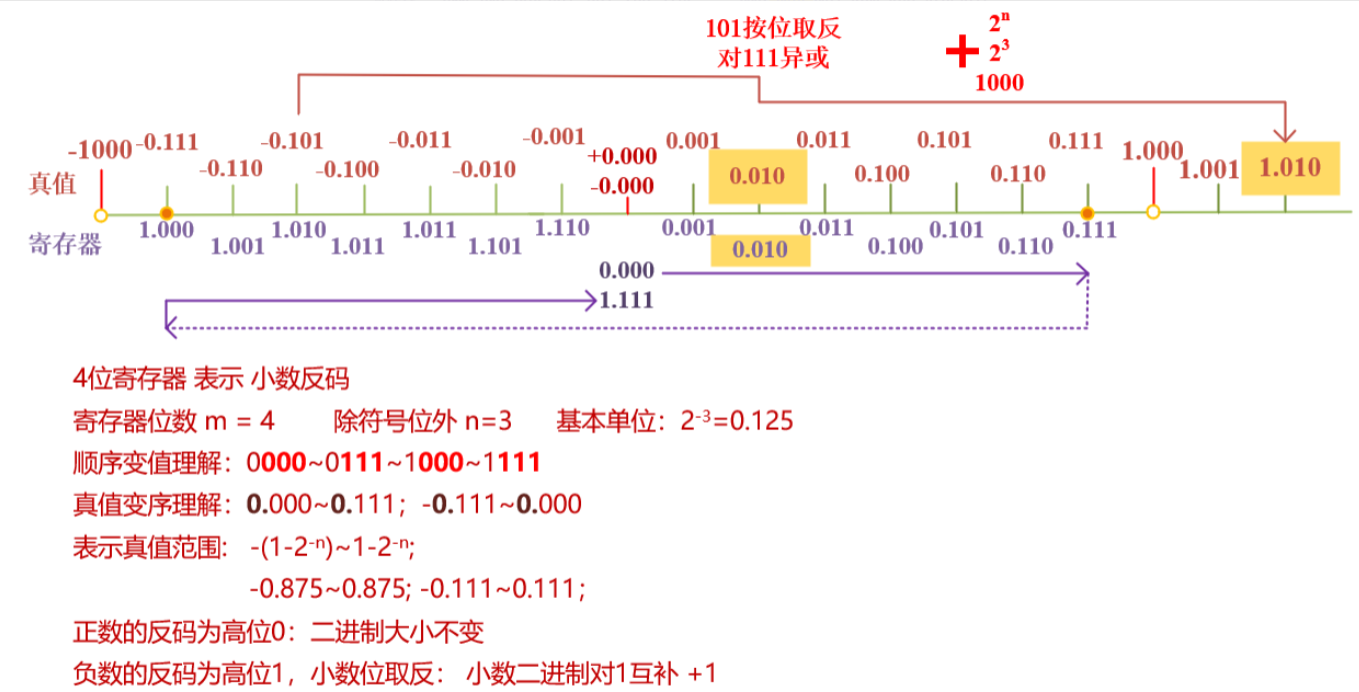 101按位取反
对111异或
+
2ⁿ
2³
1000
-1000 -0.111 -0.110 -0.101 -0.100 -0.011 -0.010 -0.001 +0.000 0.001 0.010 0.011 0.100 0.101 0.110 0.111 1.000 1.001 1.010
-0.000
真值
寄存器
1.000 1.001 1.010 1.011 1.011 1.101 1.110 0.001 0.010 0.011 0.100 0.101 0.110 0.111
0.000
1.111
4位寄存器 表示 小数反码
寄存器位数 m = 4 除符号位外 n=3 基本单位：2⁻³=0.125
顺序变值理解：0000~0111~1000~1111
真值变序理解：0.000~0.111；-0.111~0.000
表示真值范围: -(1-2⁻ⁿ)~1-2⁻ⁿ;
-0.875~0.875; -0.111~0.111；
正数的反码为高位0：二进制大小不变
负数的反码为高位1，小数位取反： 小数二进制对1互补 +1